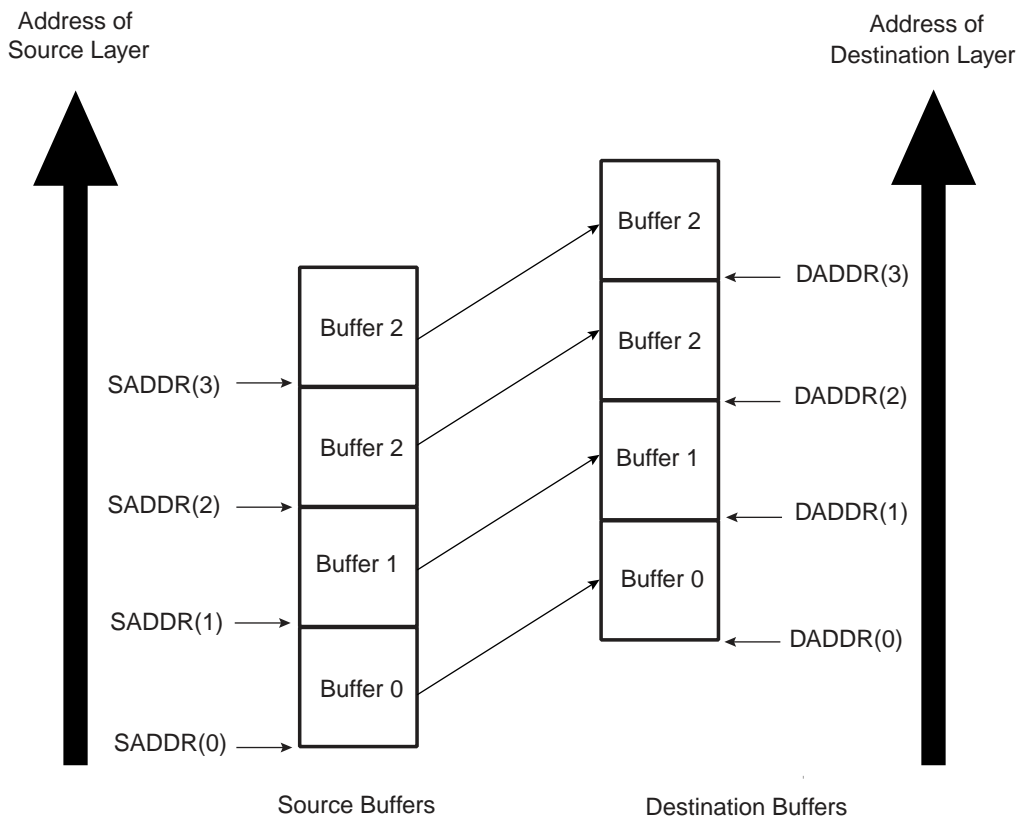 Address of
Source Layer
Address of
Destination Layer
Buffer 2
DADDR(3)
Buffer 2
Buffer 2
SADDR(3)
DADDR(2)
Buffer 2
Buffer 1
SADDR(2)
DADDR(1)
Buffer 1
Buffer 0
SADDR(1)
DADDR(0)
Buffer 0
SADDR(0)
Source Buffers
Destination Buffers